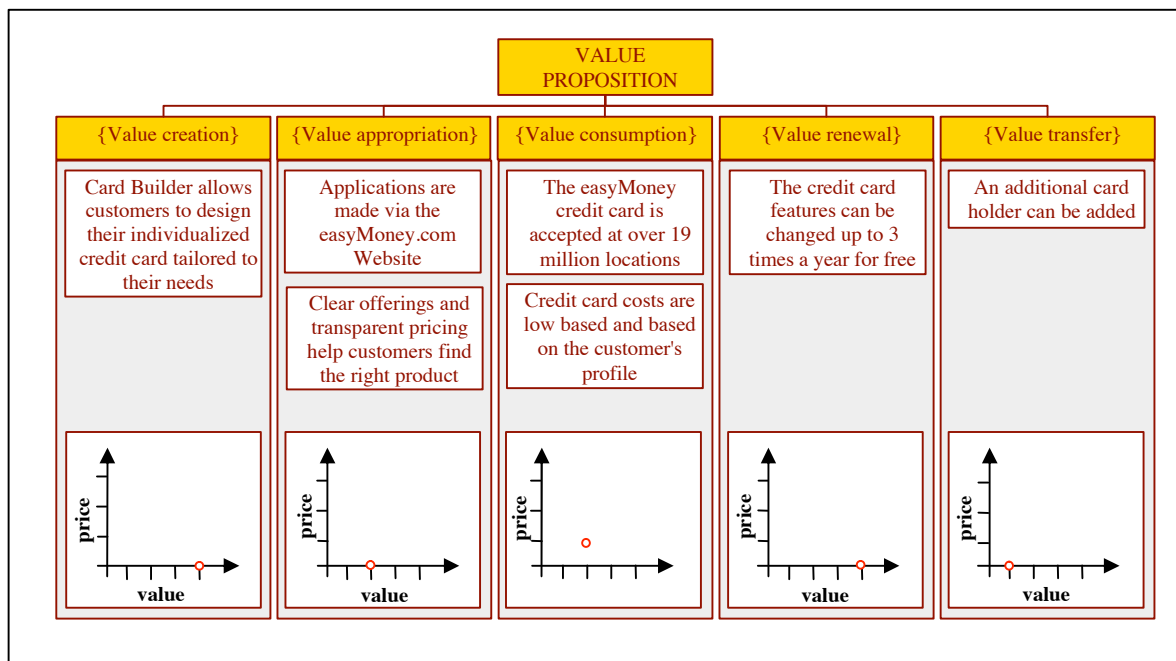 VALUE
PROPOSITION
{Value creation}
{Value appropriation}
{Value consumption}
{Value renewal}
{Value transfer}
Card Builder allows
customers to design
their individualized
credit card tailored to
their needs
Applications are
made via the
easyMoney.com
Website
Clear offerings and
transparent pricing
help customers find
the right product
The easyMoney
credit card is
accepted at over 19
million locations
Credit card costs are
low based and based
on the customer's
profile
The credit card
features can be
changed up to 3
times a year for free
An additional card
holder can be added
price
value
price
value
price
value
price
value
price
value